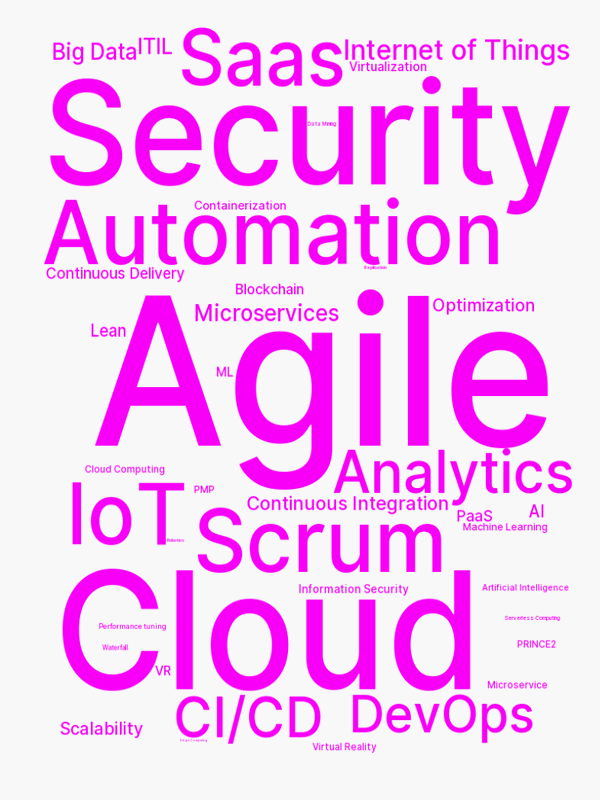 Big Data
ITIL
Saas
Internet of Things
Virtualization
Security
Data Mining
Containerization
Automation
Continuous Delivery
Blockchain
Microservices
Optimization
Lean
Agile
ML
Analytics
Cloud Computing
IoT
PMP
Continuous Integration
PaaS
AI
Machine Learning
Scrum
Cloud
Information Security
Artificial Intelligence
Serverless Computing
Performance tuning
Waterfall
PRINCE2
VR
Microservice
CI/CD
DevOps
Scalability
Virtual Reality